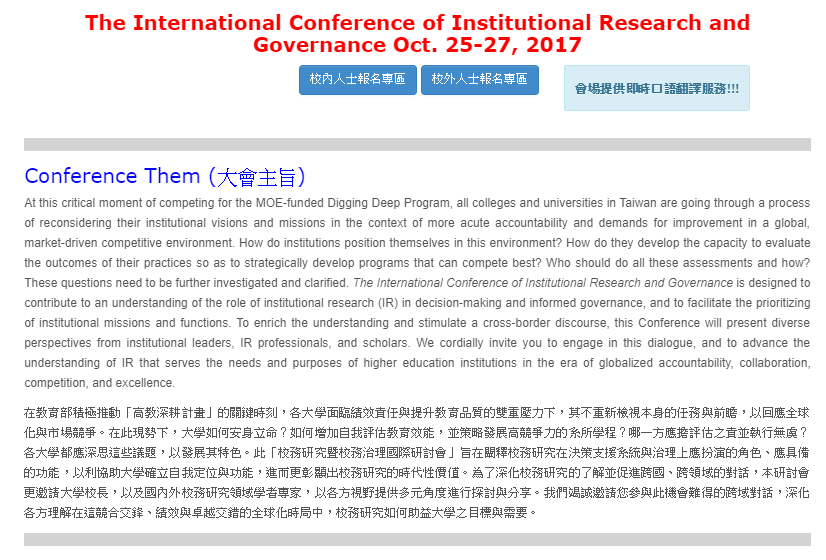 The International Conference of Institutional Research and
Governance Oct. 25-27, 2017
校內人士報名專區 校外人士報名專區 會場提供即時口語翻譯服務!!!
Conference Them (大會主旨)
At this critical moment of competing for the MOE-funded Digging Deep Program, all colleges and universities in Taiwan are going through a process
of reconsidering their institutional visions and missions in the context of more acute accountability and demands for improvement in a global,
market-driven competitive environment. How do institutions position themselves in this environment? How do they develop the capacity to evaluate
the outcomes of their practices so as to strategically develop programs that can compete best? Who should do all these assessments and how?
These questions need to be further investigated and clarified. The International Conference of Institutional Research and Governance is designed to
contribute to an understanding of the role of institutional research (IR) in decision-making and informed governance, and to facilitate the prioritizing
of institutional missions and functions. To enrich the understanding and stimulate a cross-border discourse, this Conference will present diverse
perspectives from institutional leaders, IR professionals, and scholars. We cordially invite you to engage in this dialogue, and to advance the
understanding of IR that serves the needs and purposes of higher education institutions in the era of globalized accountability, collaboration,
competition, and excellence.
在教育部積極推動「高教深耕計畫」的關鍵時刻，各大學面臨績效責任與提升教育品質的雙重壓力下，其不重新檢視本身的任務與前瞻，以回應全球
化與市場競爭。在此現勢下，大學如何安身立命？如何增加自我評估教育效能，並策略發展高競爭力的系所學程？哪一方應擔評估之責並執行無虞？
各大學都應深思這些議題，以發展其特色。此「校務研究暨校務治理國際研討會」旨在闡釋校務研究在決策支援系統與治理上應扮演的角色、應具備
的功能，以利協助大學確立自我定位與功能，進而更彰顯出校務研究的時代性價值。為了深化校務研究的了解並促進跨國、跨領域的對話，本研討會
更邀請大學校長，以及國內外校務研究領域學者專家，以各方視野提供多元角度進行探討與分享。我們竭誠邀請您參與此機會難得的跨域對話，深化
各方理解在這競合交鋒、績效與卓越交錯的全球化時局中，校務研究如何助益大學之目標與需要。